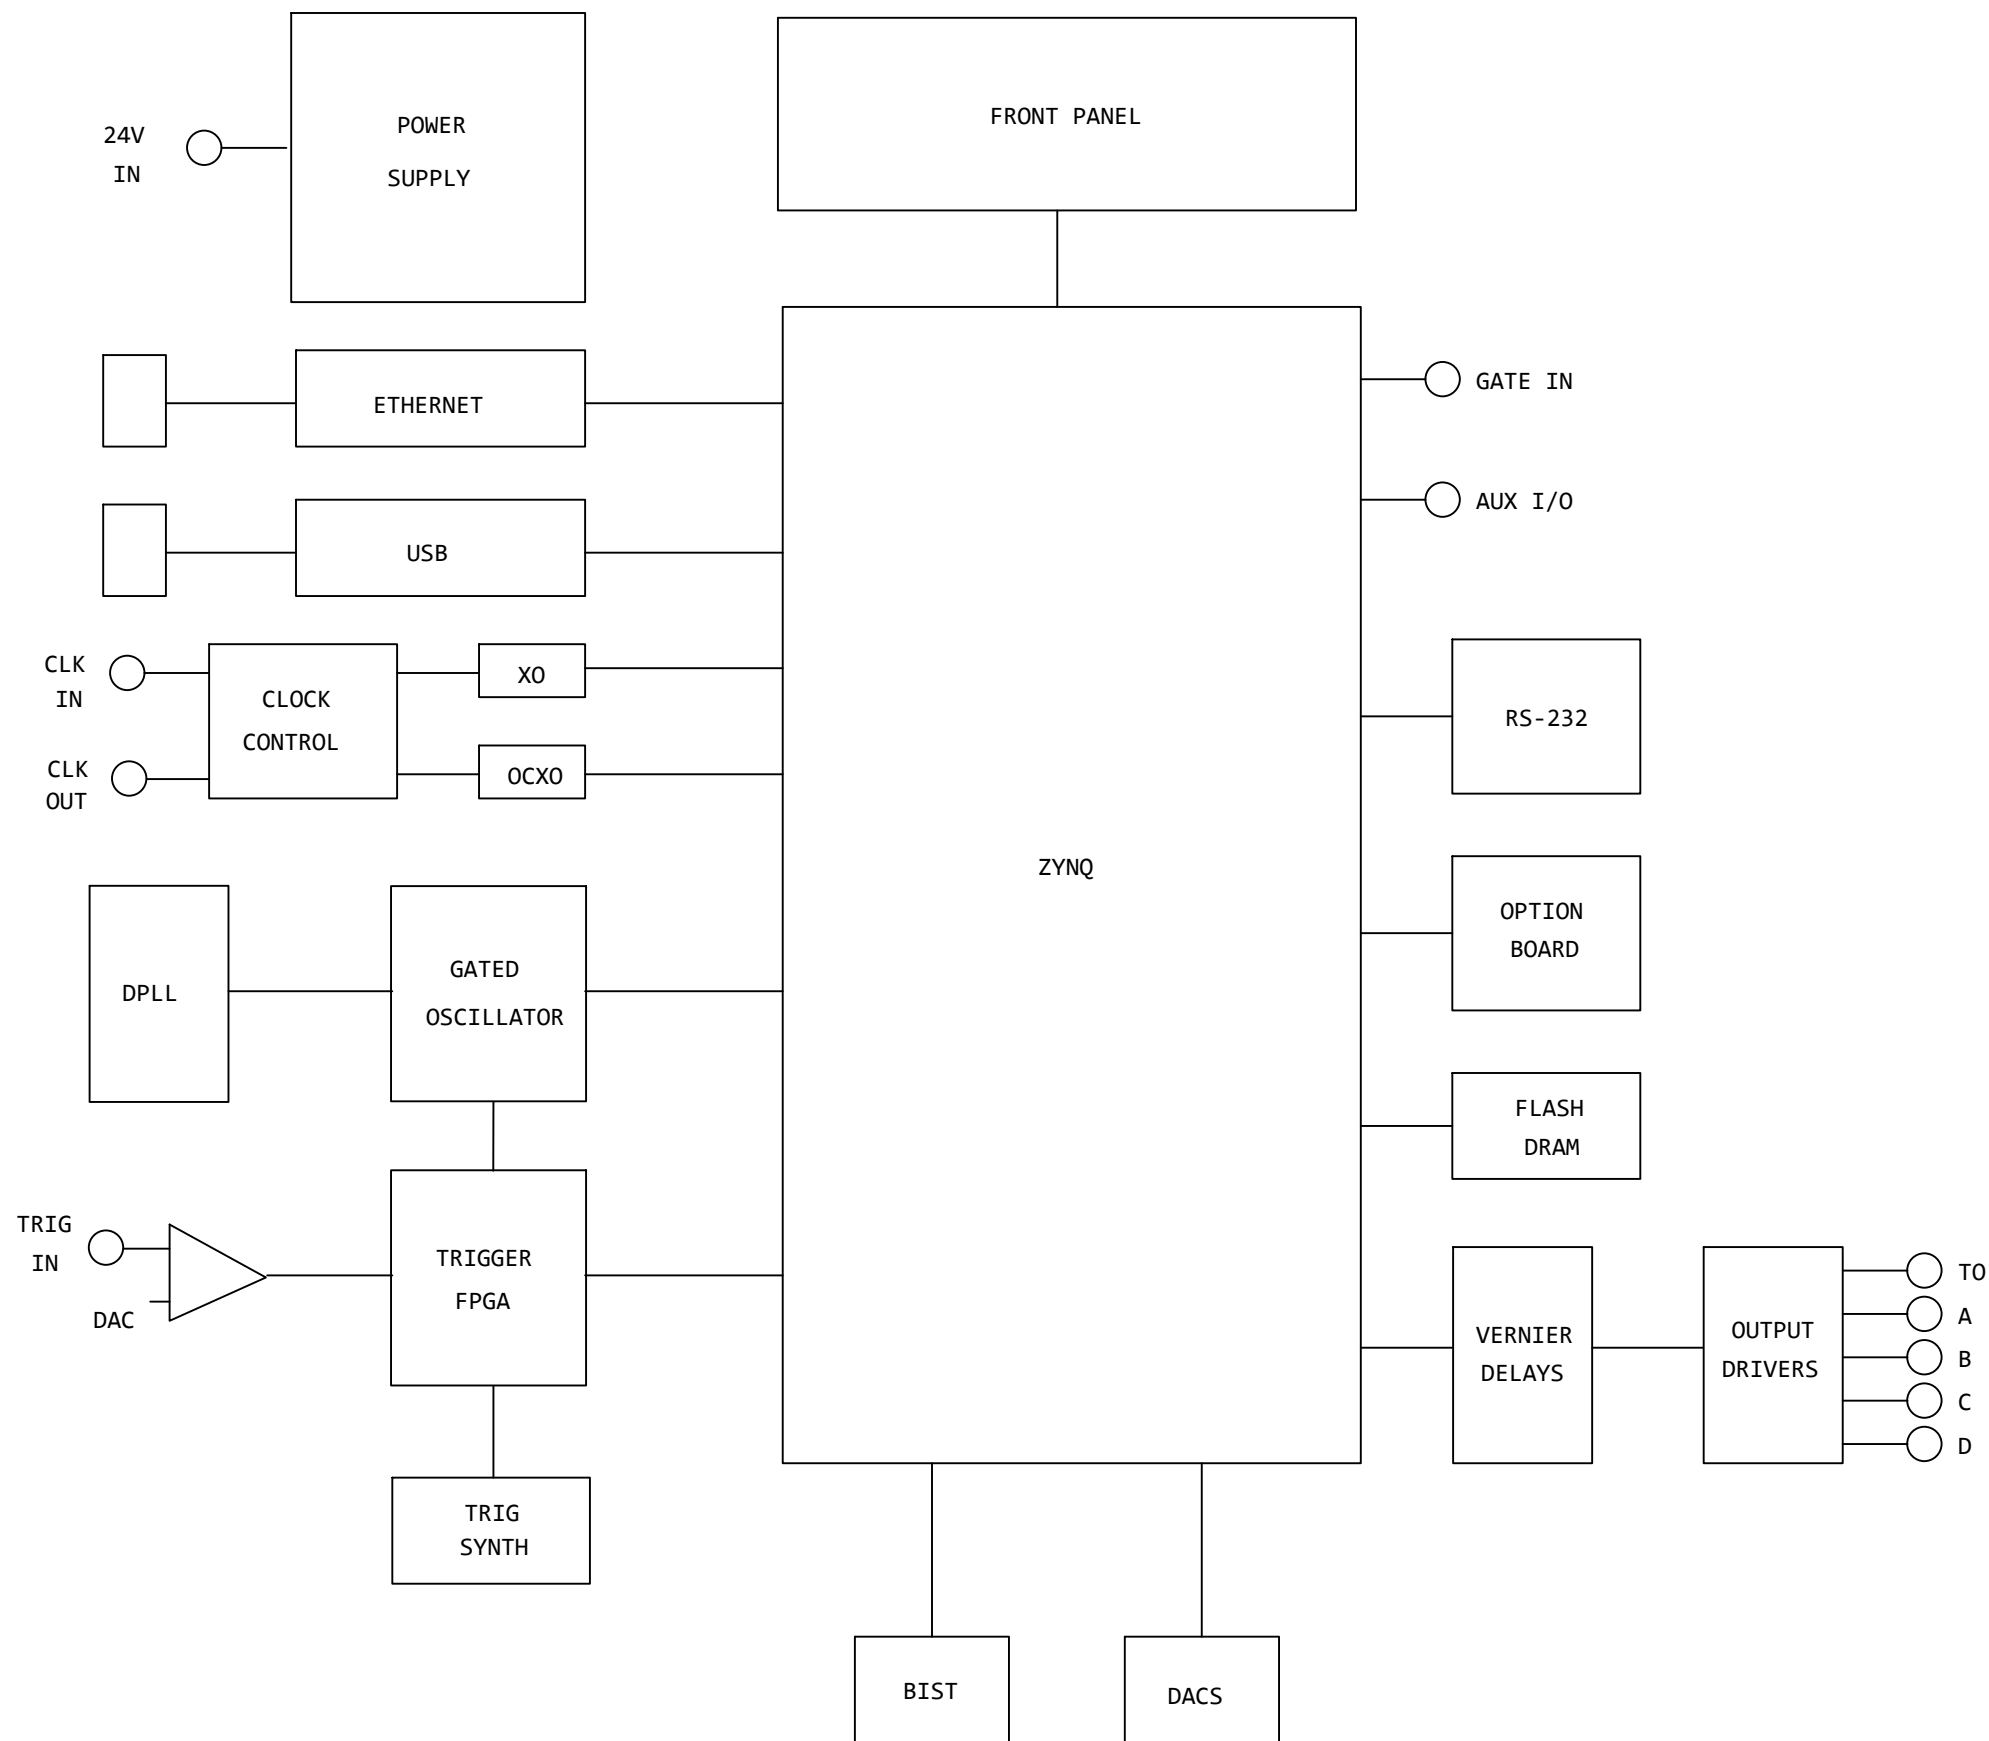 24V
IN
POWER
SUPPLY
FRONT PANEL
ETHERNET
GATE IN
USB
AUX I/O
CLK
IN
CLOCK
CONTROL
XO
CLK
OUT
OCXO
RS-232
ZYNQ
OPTION
BOARD
DPLL
GATED
OSCILLATOR
FLASH
DRAM
TRIG
IN
DAC
TRIGGER
FPGA
VERNIER
DELAYS
OUTPUT
DRIVERS
TO
A
B
C
D
TRIG
SYNTH
BIST
DACS